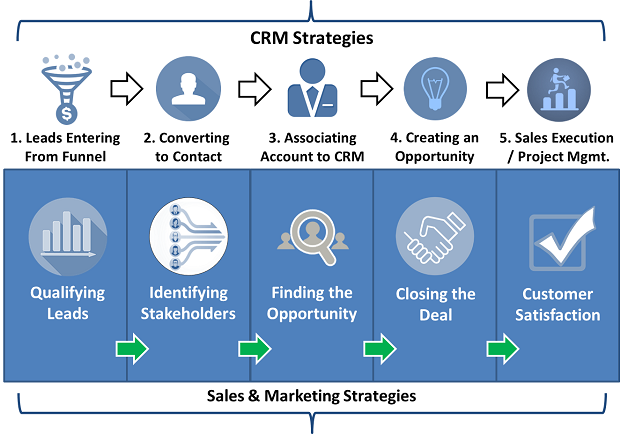 CRM Strategies
$
1. Leads Entering
From Funnel
2. Converting
to Contact
3. Associating
Account to CRM
4. Creating an
Opportunity
5. Sales Execution
/ Project Mgmt.
Qualifying
Leads
Identifying
Stakeholders
Finding the
Opportunity
Closing the
Deal
Customer
Satisfaction
Sales & Marketing Strategies